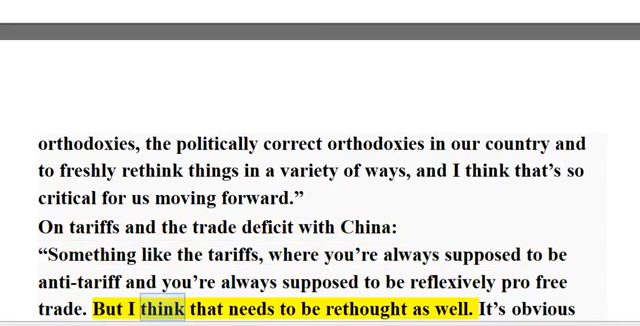 orthodoxies, the politically correct orthodoxies in our country and
to freshly rethink things in a variety of ways, and I think that’s so
critical for us moving forward.”
On tariffs and the trade deficit with China:
“Something like the tariffs, where you’re always supposed to be
anti-tariff and you’re always supposed to be reflexively pro free
trade. But I think that needs to be rethought as well. It’s obvious